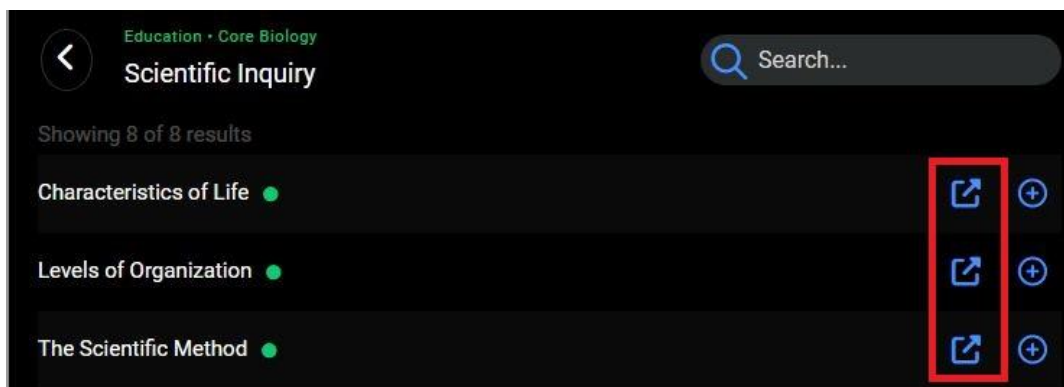 Education • Core Biology
Scientific Inquiry
Search...
Showing 8 of 8 results
Characteristics of Life
Levels of Organization
The Scientific Method